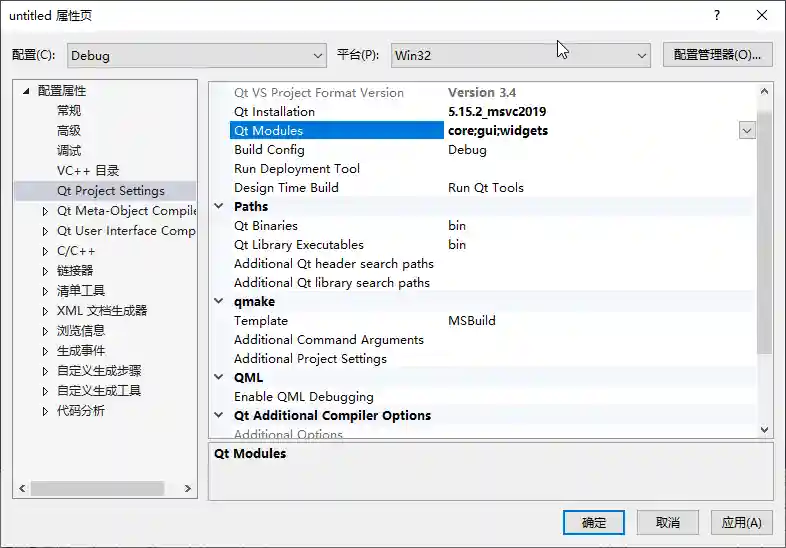 untitled 属性页
配置(C): Debug 平台(P): Win32 配置管理器(O)...
配置属性
常规
高级
调试
VC++ 目录
Qt Project Settings
Qt Meta-Object Compile
Qt User Interface Comp
C/C++
链接器
清单工具
XML 文档生成器
浏览信息
生成事件
自定义生成步骤
自定义生成工具
代码分析
Qt VS Project Format Version Version 3.4
Qt Installation 5.15.2_msvc2019
Qt Modules core;gui;widgets
Build Config Debug
Run Deployment Tool
Design Time Build Run Qt Tools
Paths
Qt Binaries bin
Qt Library Executables bin
Additional Qt header search paths
Additional Qt library search paths
qmake
Template MSBuild
Additional Command Arguments
Additional Project Settings
QML
Enable QML Debugging
Qt Additional Compiler Options
Additional Options
Qt Modules
确定 取消 应用(A)